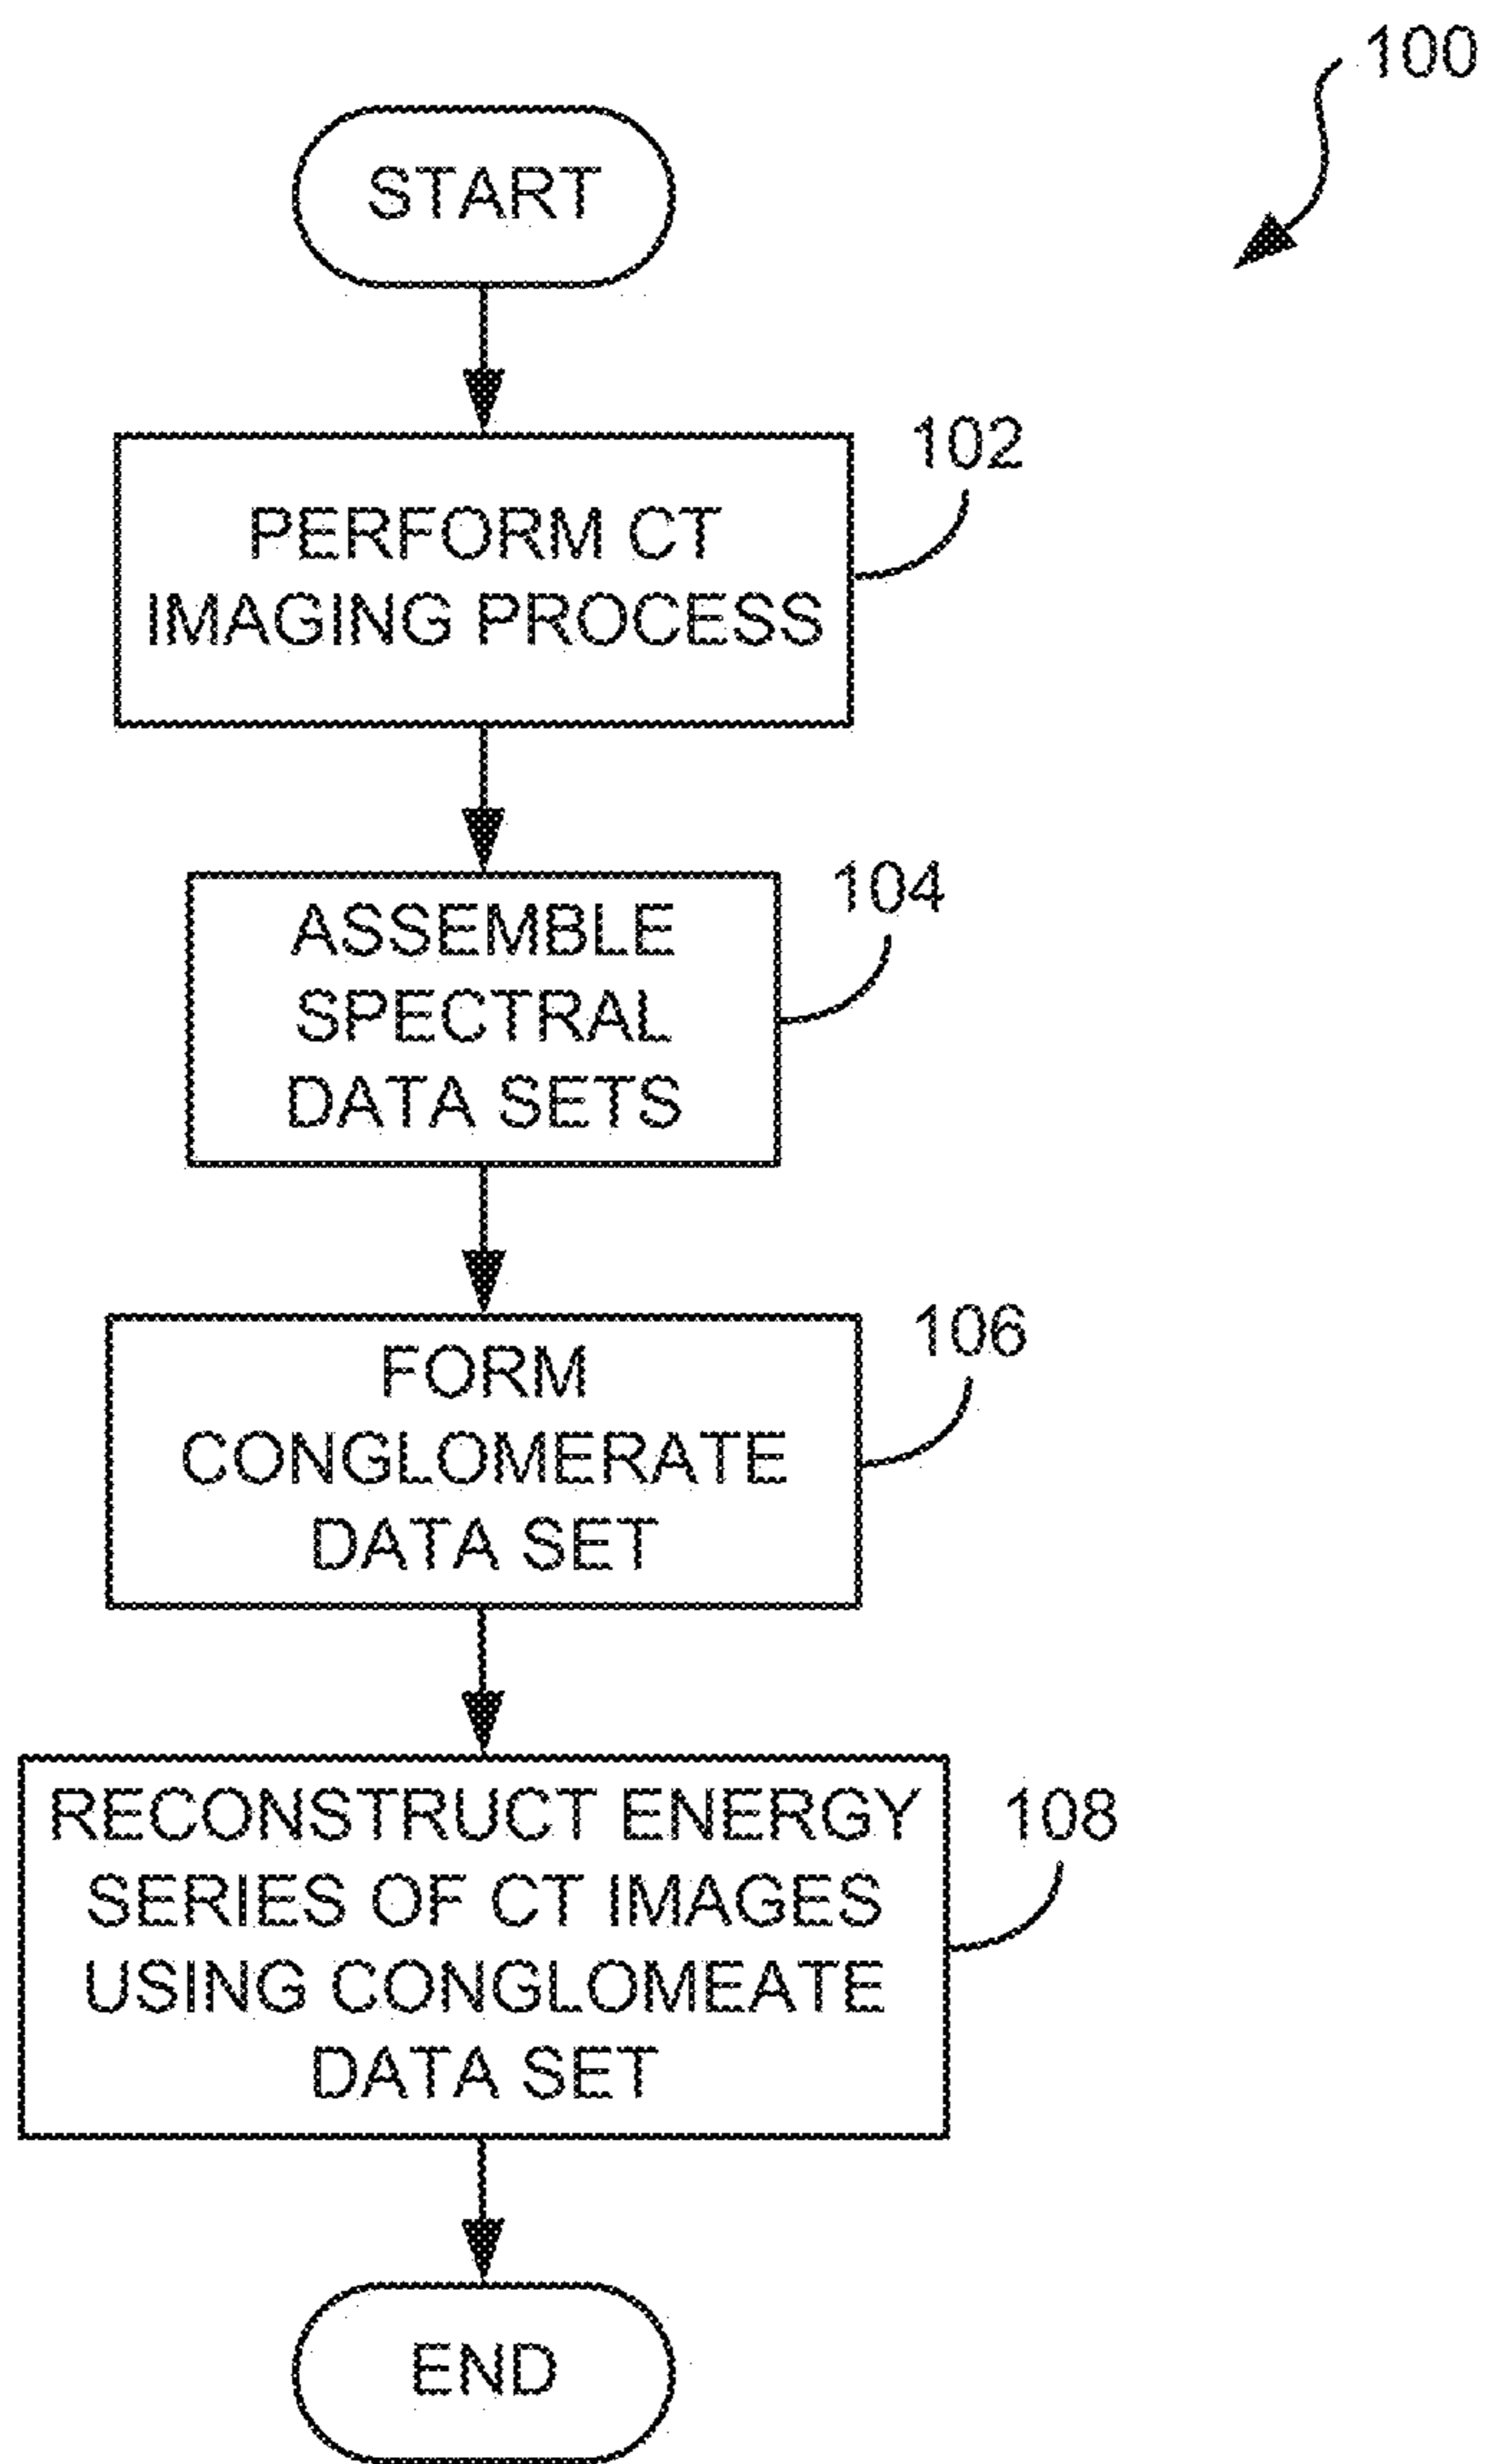 100
START
102
PERFORM CT
IMAGING PROCESS
104
ASSEMBLE
SPECTRAL
DATA SETS
106
FORM
CONGLOMERATE
DATA SET
108
RECONSTRUCT ENERGY
SERIES OF CT IMAGES
USING CONGLOMEATE
DATA SET
END